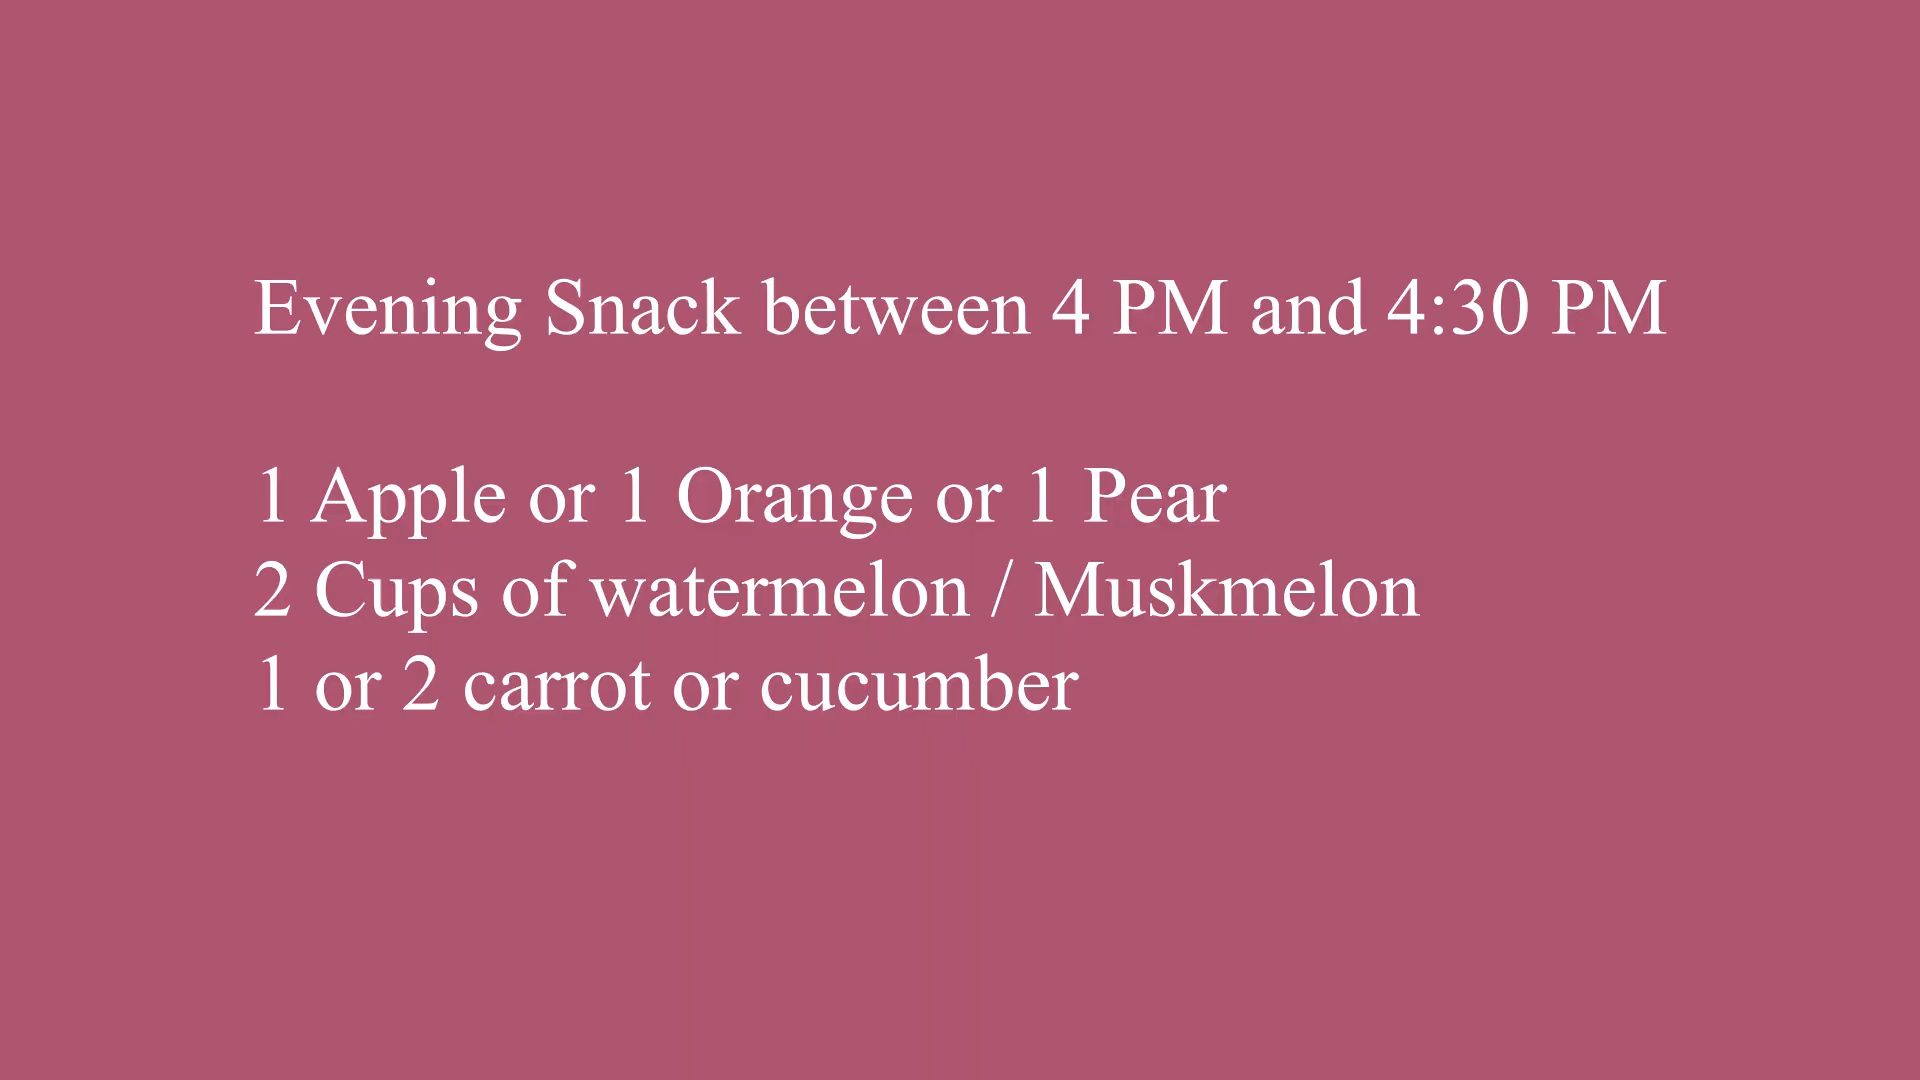 Evening Snack between 4 PM and 4:30 PM
1 Apple or 1 Orange or 1 Pear
2 Cups of watermelon / Muskmelon
1 or 2 carrot or cucumber